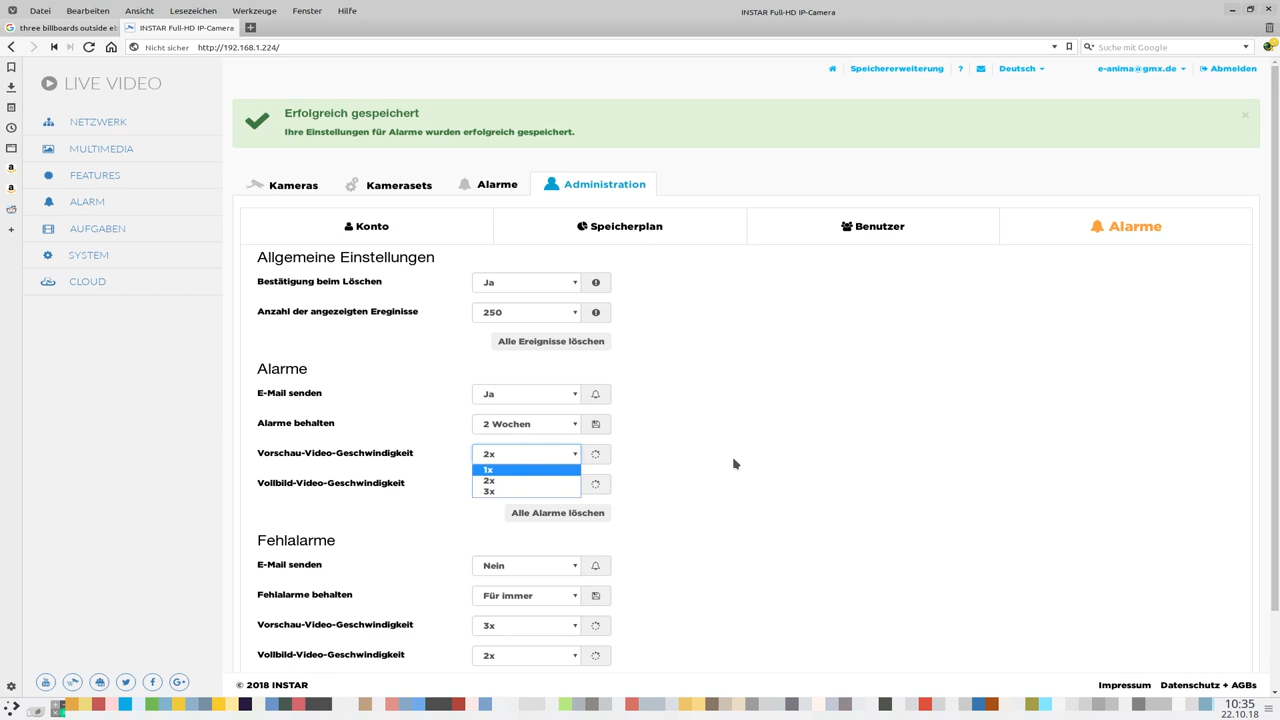 Datei Bearbeiten Ansicht Lesezeichen Werkzeuge Fenster Hilfe
INSTAR Full-HD IP-Camera
three billboards outside eb
INSTAR Full-HD IP-Camera
Nicht sicher http://192.168.1.224/
Suche mit Google
LIVE VIDEO
NETZWERK
MULTIMEDIA
FEATURES
ALARM
AUFGABEN
SYSTEM
CLOUD
Speichererweiterung ? Deutsch e-anima@gmx.de Abmelden
Erfolgreich gespeichert
Ihre Einstellungen für Alarme wurden erfolgreich gespeichert.
×
Kameras Kamerasets Alarme Administration
Konto Speicherplan Benutzer Alarme
Allgemeine Einstellungen
Bestätigung beim Löschen Ja
Anzahl der angezeigten Ereginisse 250
Alle Ereignisse löschen
Alarme
E-Mail senden Ja
Alarme behalten 2 Wochen
Vorschau-Video-Geschwindigkeit 2x
1x
2x
3x
Vollbild-Video-Geschwindigkeit
Alle Alarme löschen
Fehlalarme
E-Mail senden Nein
Fehlalarme behalten Für immer
Vorschau-Video-Geschwindigkeit 3x
Vollbild-Video-Geschwindigkeit 2x
© 2018 INSTAR
Impressum Datenschutz + AGBs
10:35
22.10.18